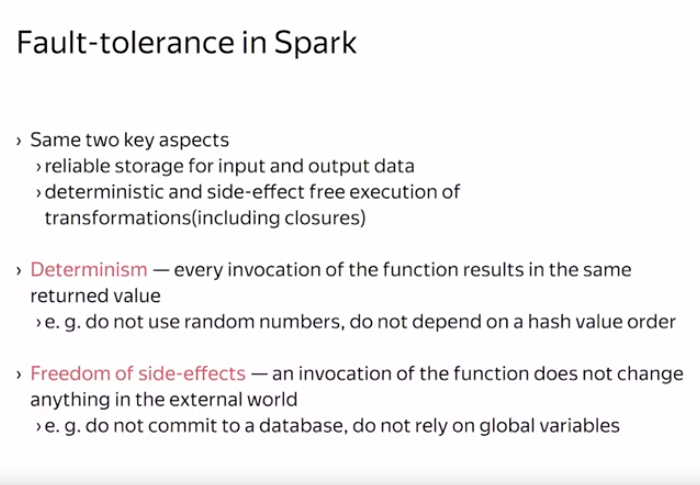 Fault-tolerance in Spark
› Same two key aspects
› reliable storage for input and output data
› deterministic and side-effect free execution of
transformations(including closures)
› Determinism — every invocation of the function results in the same
returned value
› e. g. do not use random numbers, do not depend on a hash value order
› Freedom of side-effects — an invocation of the function does not change
anything in the external world
› e. g. do not commit to a database, do not rely on global variables